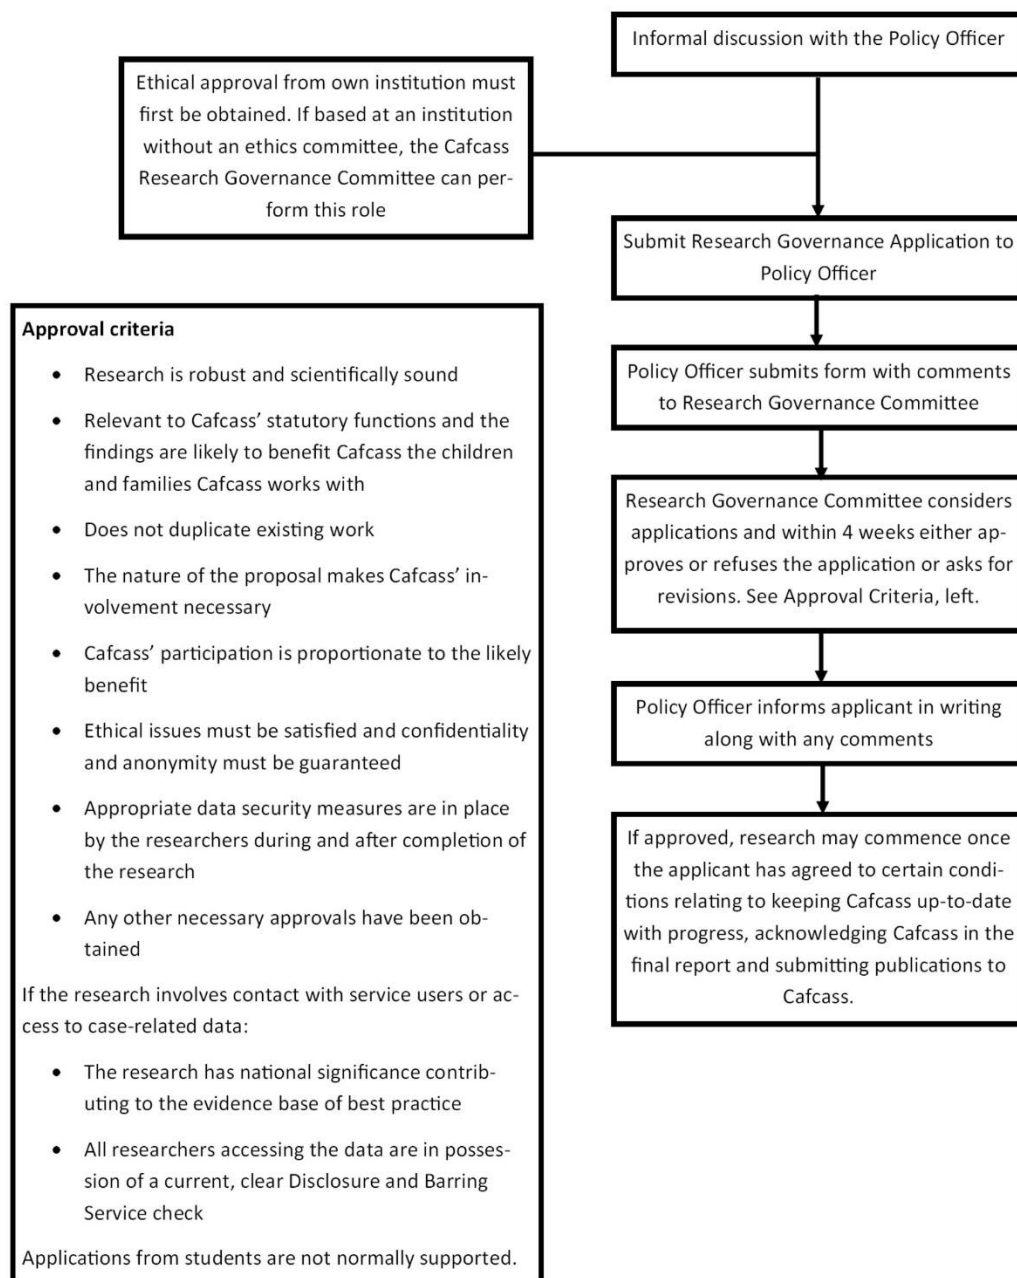 Informal discussion with the Policy Officer
Ethical approval from own institution must
first be obtained. If based at an institution
without an ethics committee, the Cafcass
Research Governance Committee can per-
form this role
Submit Research Governance Application to
Policy Officer
Policy Officer submits form with comments
to Research Governance Committee
Research Governance Committee considers
applications and within 4 weeks either ap-
proves or refuses the application or asks for
revisions. See Approval Criteria, left.
Policy Officer informs applicant in writing
along with any comments
If approved, research may commence once
the applicant has agreed to certain condi-
tions relating to keeping Cafcass up-to-date
with progress, acknowledging Cafcass in the
final report and submitting publications to
Cafcass.
Approval criteria
• Research is robust and scientifically sound
• Relevant to Cafcass’ statutory functions and the
findings are likely to benefit Cafcass the children
and families Cafcass works with
• Does not duplicate existing work
• The nature of the proposal makes Cafcass’ in-
volvement necessary
• Cafcass’ participation is proportionate to the likely
benefit
• Ethical issues must be satisfied and confidentiality
and anonymity must be guaranteed
• Appropriate data security measures are in place
by the researchers during and after completion of
the research
• Any other necessary approvals have been ob-
tained
If the research involves contact with service users or ac-
cess to case-related data:
• The research has national significance contrib-
uting to the evidence base of best practice
• All researchers accessing the data are in posses-
sion of a current, clear Disclosure and Barring
Service check
Applications from students are not normally supported.